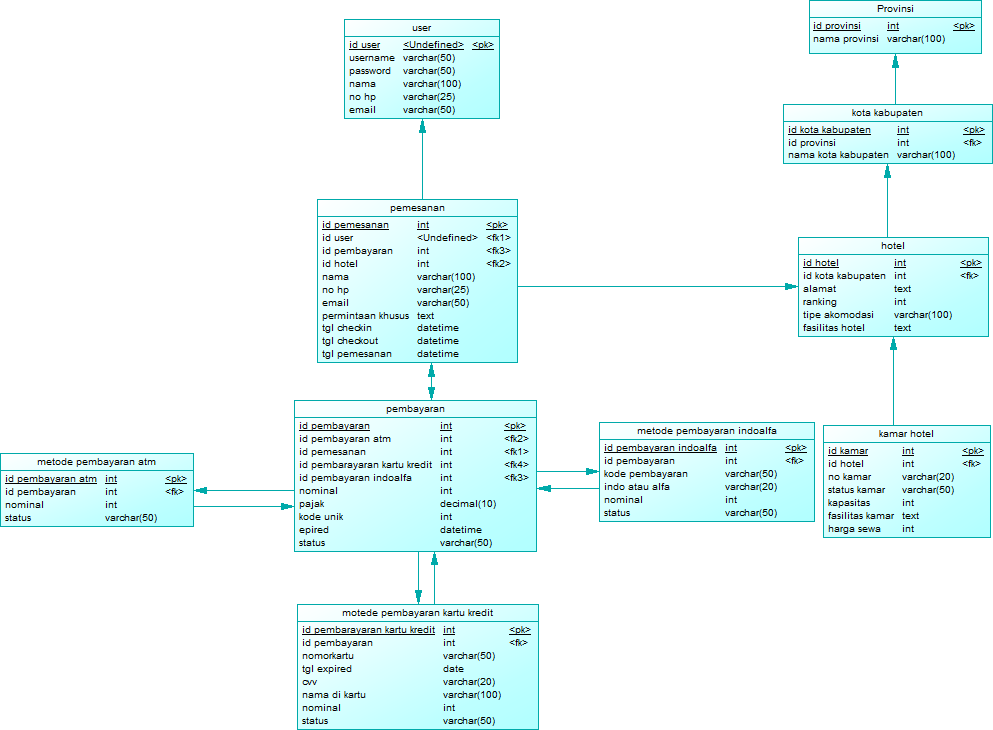 user
id user <Undefined> <pk>
username varchar(50)
password varchar(50)
nama varchar(100)
no hp varchar(25)
email varchar(50)
Provinsi
id provinsi int <pk>
nama provinsi varchar(100)
kota kabupaten
id kota kabupaten int <pk>
id provinsi int <fk>
nama kota kabupaten varchar(100)
pemesanan
id pemesanan int <pk>
id user <Undefined> <fk1>
id pembayaran int <fk3>
id hotel int <fk2>
nama varchar(100)
no hp varchar(25)
email varchar(50)
permintaan khusus text
tgl checkin datetime
tgl checkout datetime
tgl pemesanan datetime
hotel
id hotel int <pk>
id kota kabupaten int <fk>
alamat text
ranking int
tipe akomodasi varchar(100)
fasilitas hotel text
pembayaran
id pembayaran int <pk>
id pembayaran atm int <fk2>
id pemesanan int <fk1>
id pembarayaran kartu kredit int <fk4>
id pembayaran indoalfa int <fk3>
nominal int
pajak decimal(10)
kode unik int
epired datetime
status varchar(50)
metode pembayaran indoalfa
id pembayaran indoalfa int <pk>
id pembayaran int <fk>
kode pembayaran varchar(50)
indo atau alfa varchar(20)
nominal int
status varchar(50)
kamar hotel
id kamar int <pk>
id hotel int <fk>
no kamar varchar(20)
status kamar varchar(50)
kapasitas int
fasilitas kamar text
harga sewa int
metode pembayaran atm
id pembayaran atm int <pk>
id pembayaran int <fk>
nominal int
status varchar(50)
motede pembayaran kartu kredit
id pembarayaran kartu kredit int <pk>
id pembayaran int <fk>
nomorkartu varchar(50)
tgl expired date
cvv varchar(20)
nama di kartu varchar(100)
nominal int
status varchar(50)